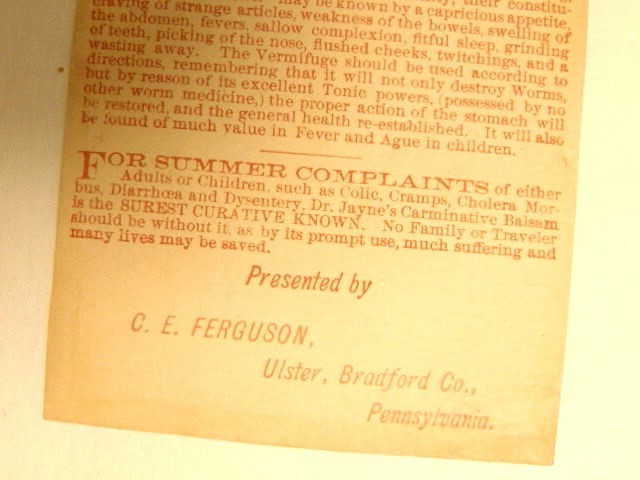 may be known by a capricious appetite,
craving of strange articles, weakness of the bowels, swelling of
the abdomen, fevers, sallow complexion, fitful sleep, grinding
of teeth, picking of the nose, flushed cheeks, twitchings, and a
wasting away. The Vermifuge should be used according to
directions, remembering that it will not only destroy Worms,
but by reason of its excellent Tonic powers, (possessed by no
other worm medicine,) the proper action of the stomach will
be restored, and the general health re-established. It will also
be found of much value in Fever and Ague in children.
FOR SUMMER COMPLAINTS of either
Adults or Children, such as Colic, Cramps, Cholera Mor-
bus, Diarrhœa and Dysentery, Dr. Jayne's Carminative Balsam
is the SUREST CURATIVE KNOWN. No Family or Traveler
should be without it, as by its prompt use, much suffering and
many lives may be saved.
Presented by
C. E. FERGUSON,
Ulster, Bradford Co.,
Pennsylvania.